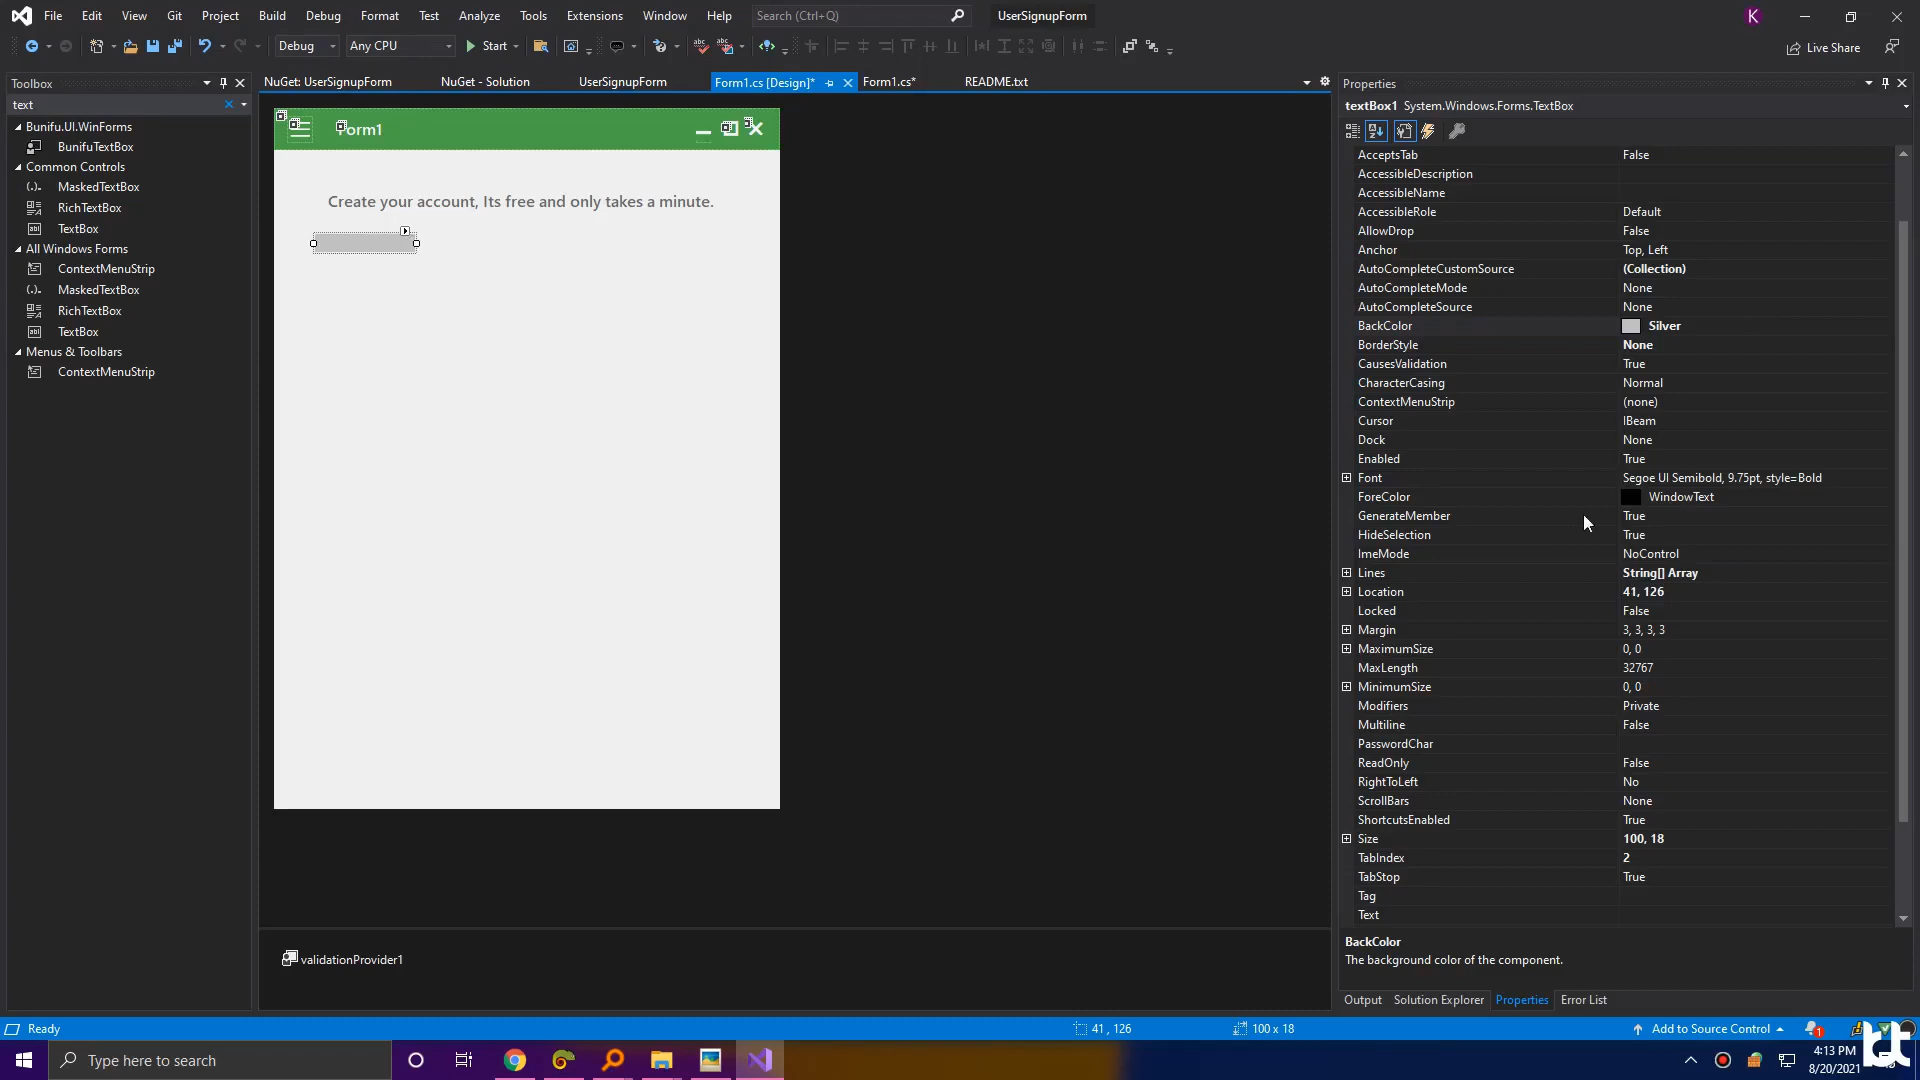 File Edit View Git Project Build Debug Format Test Analyze Tools Extensions Window Help Search (Ctrl+Q) UserSignupForm K
Debug Any CPU Start Live Share
Toolbox
text
Bunifu.UI.WinForms
BunifuTextBox
Common Controls
MaskedTextBox
RichTextBox
TextBox
All Windows Forms
ContextMenuStrip
MaskedTextBox
RichTextBox
TextBox
Menus & Toolbars
ContextMenuStrip
NuGet: UserSignupForm NuGet - Solution UserSignupForm Form1.cs [Design]* Form1.cs* README.txt
Form1
Create your account, Its free and only takes a minute.
validationProvider1
Properties
textBox1 System.Windows.Forms.TextBox
AcceptsTab False
AccessibleDescription
AccessibleName
AccessibleRole Default
AllowDrop False
Anchor Top, Left
AutoCompleteCustomSource (Collection)
AutoCompleteMode None
AutoCompleteSource None
BackColor Silver
BorderStyle None
CausesValidation True
CharacterCasing Normal
ContextMenuStrip (none)
Cursor IBeam
Dock None
Enabled True
Font Segoe UI Semibold, 9.75pt, style=Bold
ForeColor WindowText
GenerateMember True
HideSelection True
ImeMode NoControl
Lines String[] Array
Location 41, 126
Locked False
Margin 3, 3, 3, 3
MaximumSize 0, 0
MaxLength 32767
MinimumSize 0, 0
Modifiers Private
Multiline False
PasswordChar
ReadOnly False
RightToLeft No
ScrollBars None
ShortcutsEnabled True
Size 100, 18
TabIndex 2
TabStop True
Tag
Text
BackColor
The background color of the component.
Output Solution Explorer Properties Error List
Ready 41 , 126 100 x 18 Add to Source Control 1
Type here to search
4:13 PM
8/20/2021